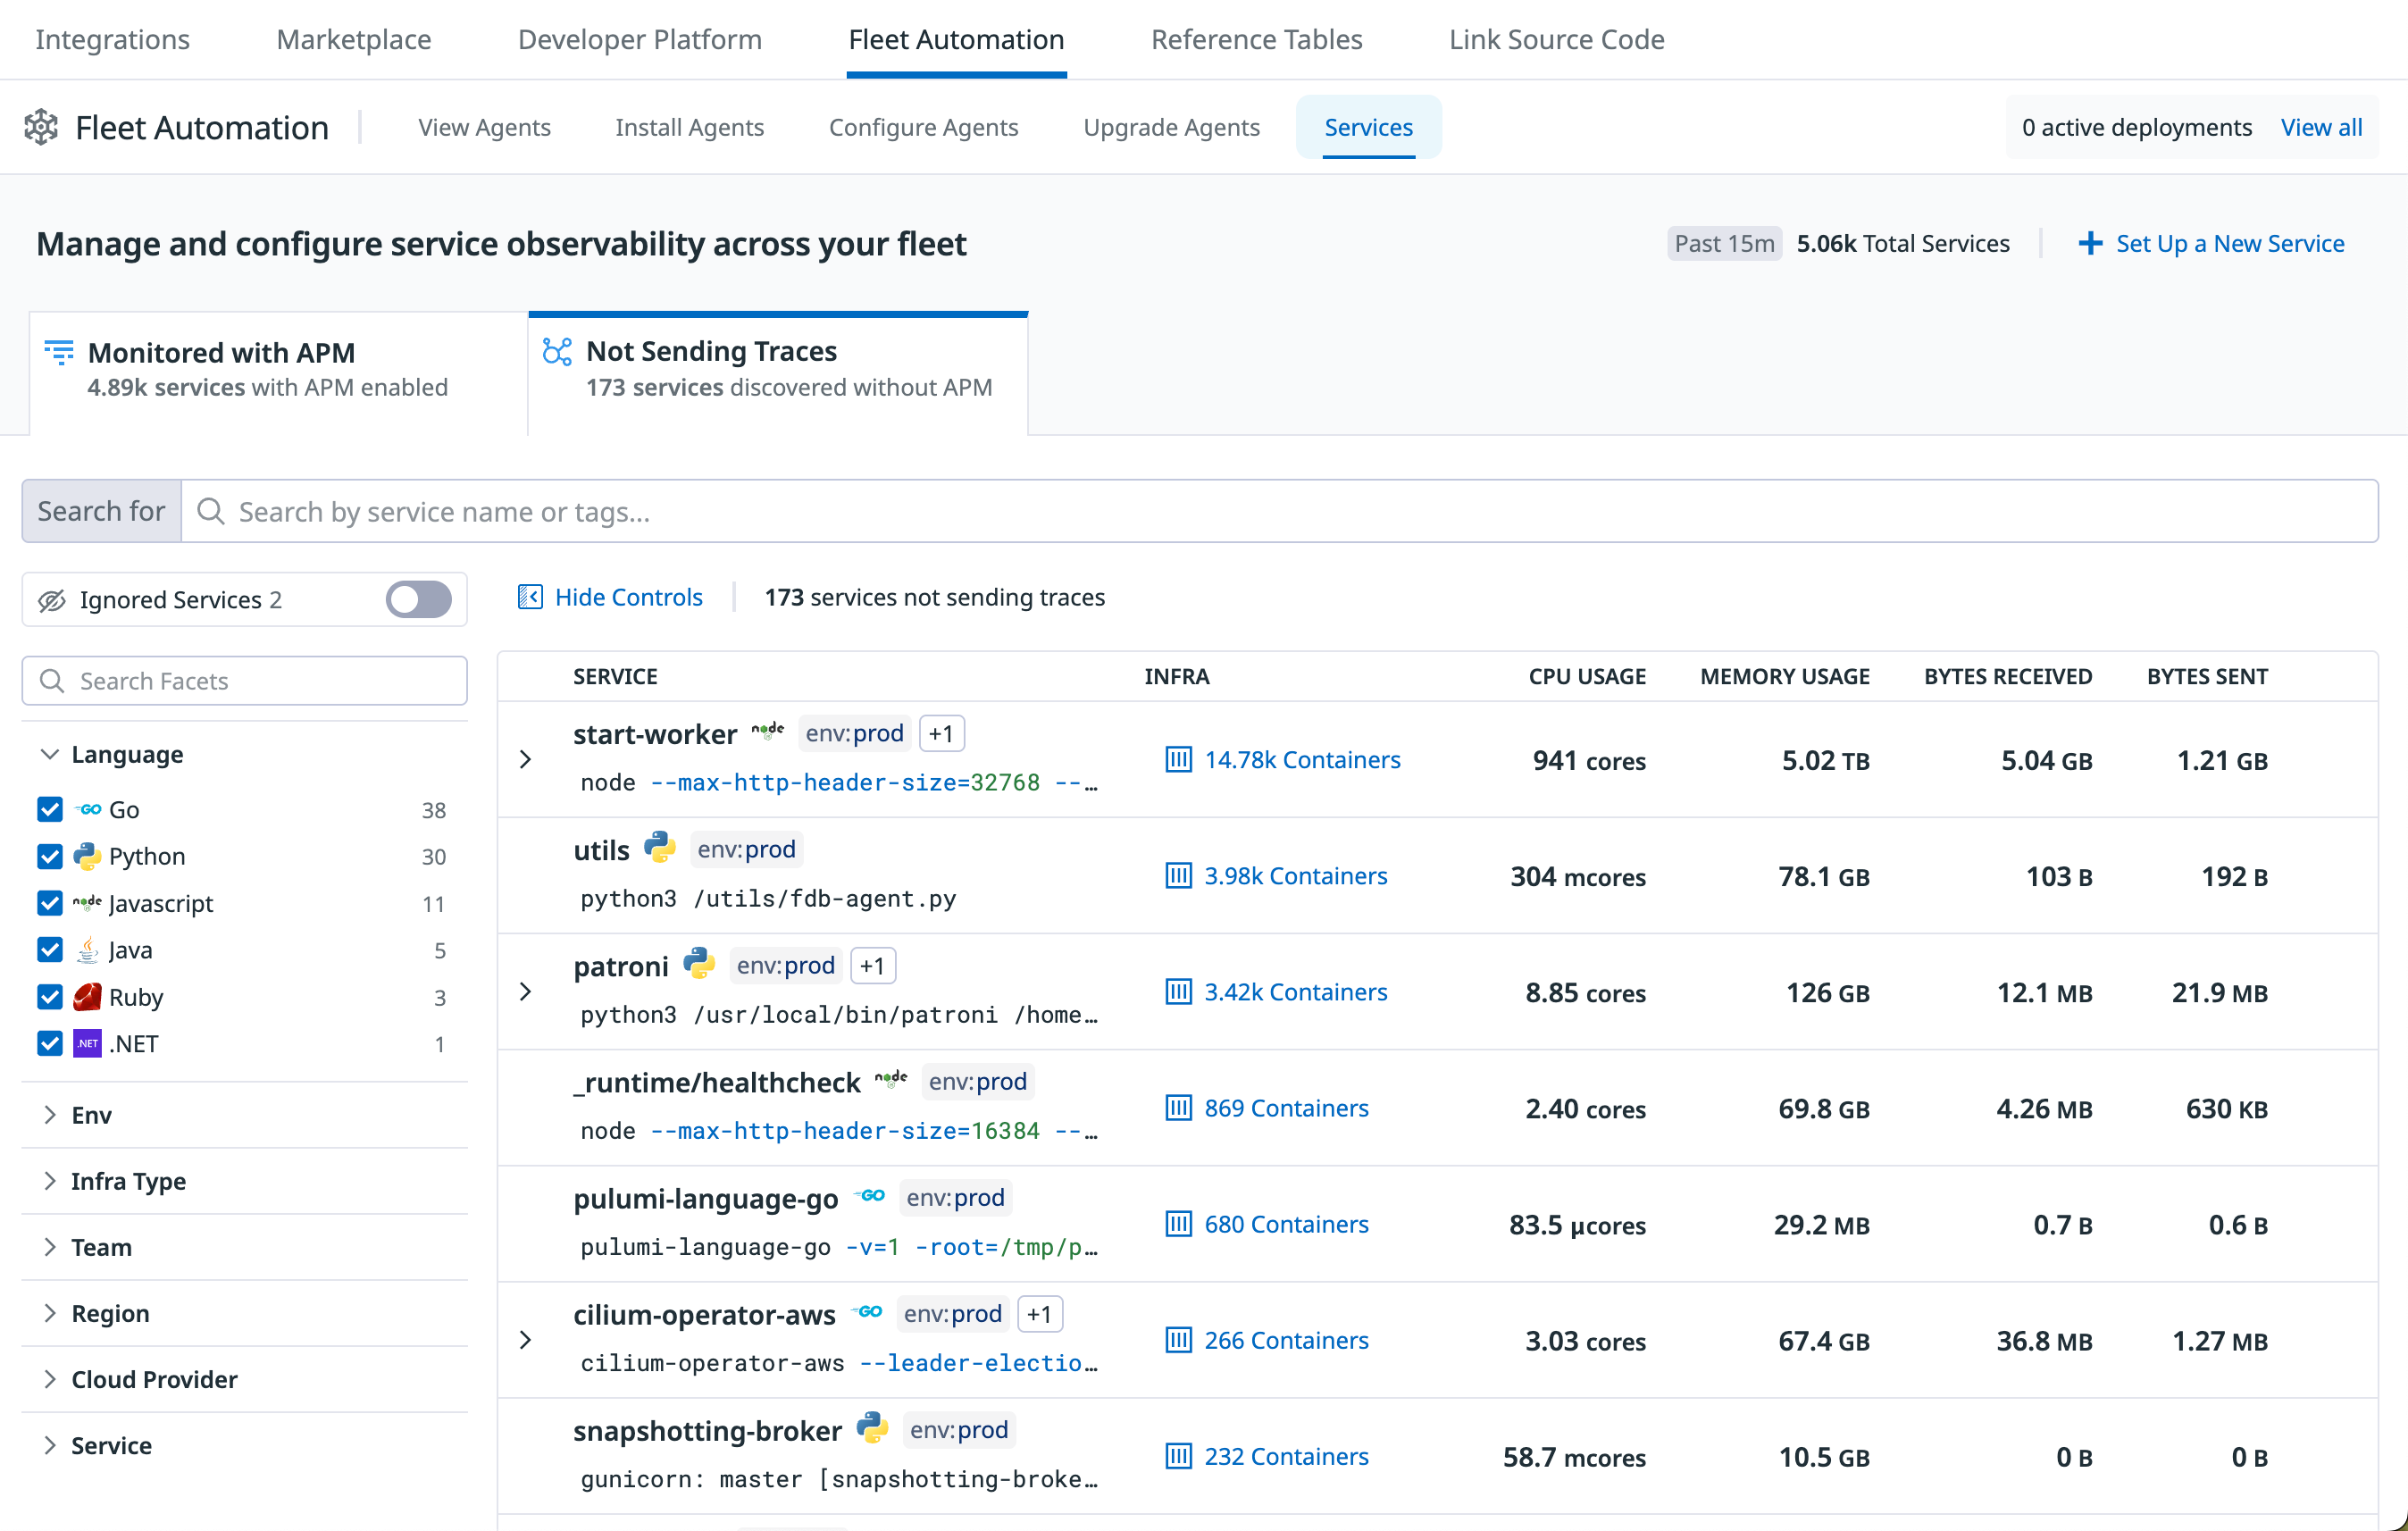 Integrations Marketplace Developer Platform Fleet Automation Reference Tables Link Source Code
Fleet Automation View Agents Install Agents Configure Agents Upgrade Agents Services 0 active deployments View all
Manage and configure service observability across your fleet Past 15m 5.06k Total Services Set Up a New Service
Monitored with APM
4.89k services with APM enabled
Not Sending Traces
173 services discovered without APM
Search for Search by service name or tags...
Ignored Services 2
Hide Controls 173 services not sending traces
Search Facets
Language
Go 38
Python 30
Javascript 11
Java 5
Ruby 3
.NET .NET 1
Env
Infra Type
Team
Region
Cloud Provider
Service
SERVICE INFRA CPU USAGE MEMORY USAGE BYTES RECEIVED BYTES SENT
start-worker node env:prod +1
node --max-http-header-size=32768 --…
14.78k Containers 941 cores 5.02 TB 5.04 GB 1.21 GB
utils env:prod
python3 /utils/fdb-agent.py
3.98k Containers 304 mcores 78.1 GB 103 B 192 B
patroni env:prod +1
python3 /usr/local/bin/patroni /home…
3.42k Containers 8.85 cores 126 GB 12.1 MB 21.9 MB
_runtime/healthcheck node env:prod
node --max-http-header-size=16384 --…
869 Containers 2.40 cores 69.8 GB 4.26 MB 630 KB
pulumi-language-go GO env:prod
pulumi-language-go -v=1 -root=/tmp/p…
680 Containers 83.5 µcores 29.2 MB 0.7 B 0.6 B
cilium-operator-aws GO env:prod +1
cilium-operator-aws --leader-electio…
266 Containers 3.03 cores 67.4 GB 36.8 MB 1.27 MB
snapshotting-broker env:prod
gunicorn: master [snapshotting-broke…
232 Containers 58.7 mcores 10.5 GB 0 B 0 B